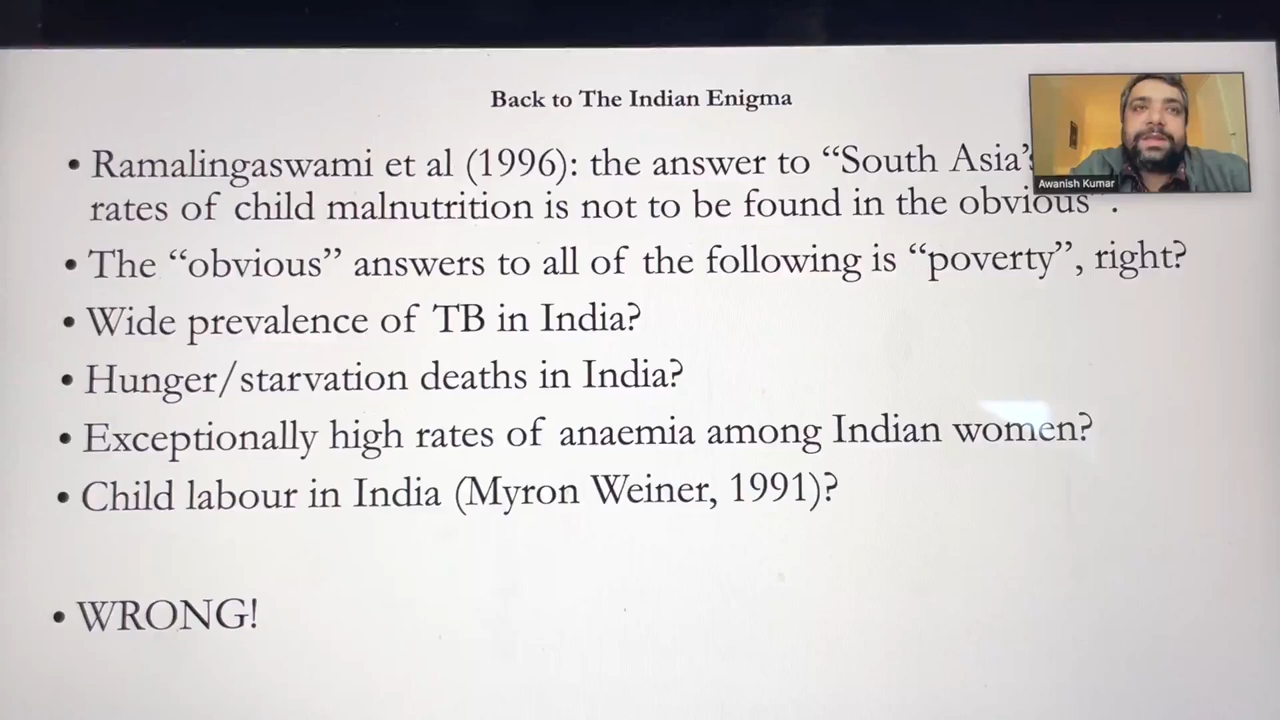 Back to The Indian Enigma
• Ramalingaswami et al (1996): the answer to “South Asia’s
rates of child malnutrition is not to be found in the obvious”.
• The “obvious” answers to all of the following is “poverty”, right?
• Wide prevalence of TB in India?
• Hunger/starvation deaths in India?
• Exceptionally high rates of anaemia among Indian women?
• Child labour in India (Myron Weiner, 1991)?
• WRONG!
Awanish Kumar